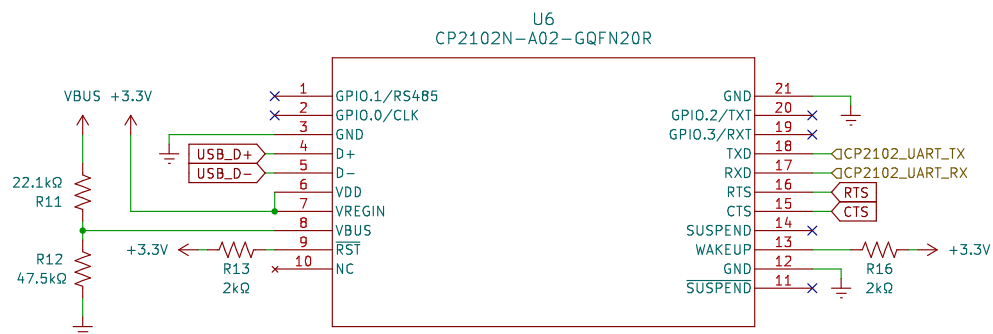 U6
CP2102N-A02-GQFN20R
VBUS +3.3V
1 GPIO.1/RS485
2 GPIO.0/CLK
3 GND
USB_D+ 4 D+
USB_D- 5 D-
6 VDD
7 VREGIN
8 VBUS
+3.3V 9 RST
10 NC
22.1kΩ
R11
R12
47.5kΩ
R13
2kΩ
GND 21
GPIO.2/TXT 20
GPIO.3/RXT 19
TXD 18 CP2102_UART_TX
RXD 17 CP2102_UART_RX
RTS 16 RTS
CTS 15 CTS
SUSPEND 14
WAKEUP 13 +3.3V
GND 12
SUSPEND 11
R16
2kΩ